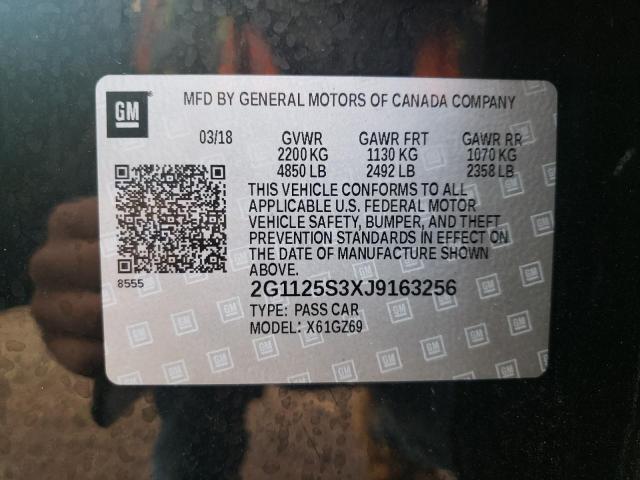 GM
MFD BY GENERAL MOTORS OF CANADA COMPANY
03/18 GVWR GAWR FRT GAWR RR
2200 KG 1130 KG 1070 KG
4850 LB 2492 LB 2358 LB
THIS VEHICLE CONFORMS TO ALL
APPLICABLE U.S. FEDERAL MOTOR
VEHICLE SAFETY, BUMPER, AND THEFT
PREVENTION STANDARDS IN EFFECT ON
THE DATE OF MANUFACTURE SHOWN
ABOVE.
8555
2G1125S3XJ9163256
TYPE: PASS CAR
MODEL: X61GZ69